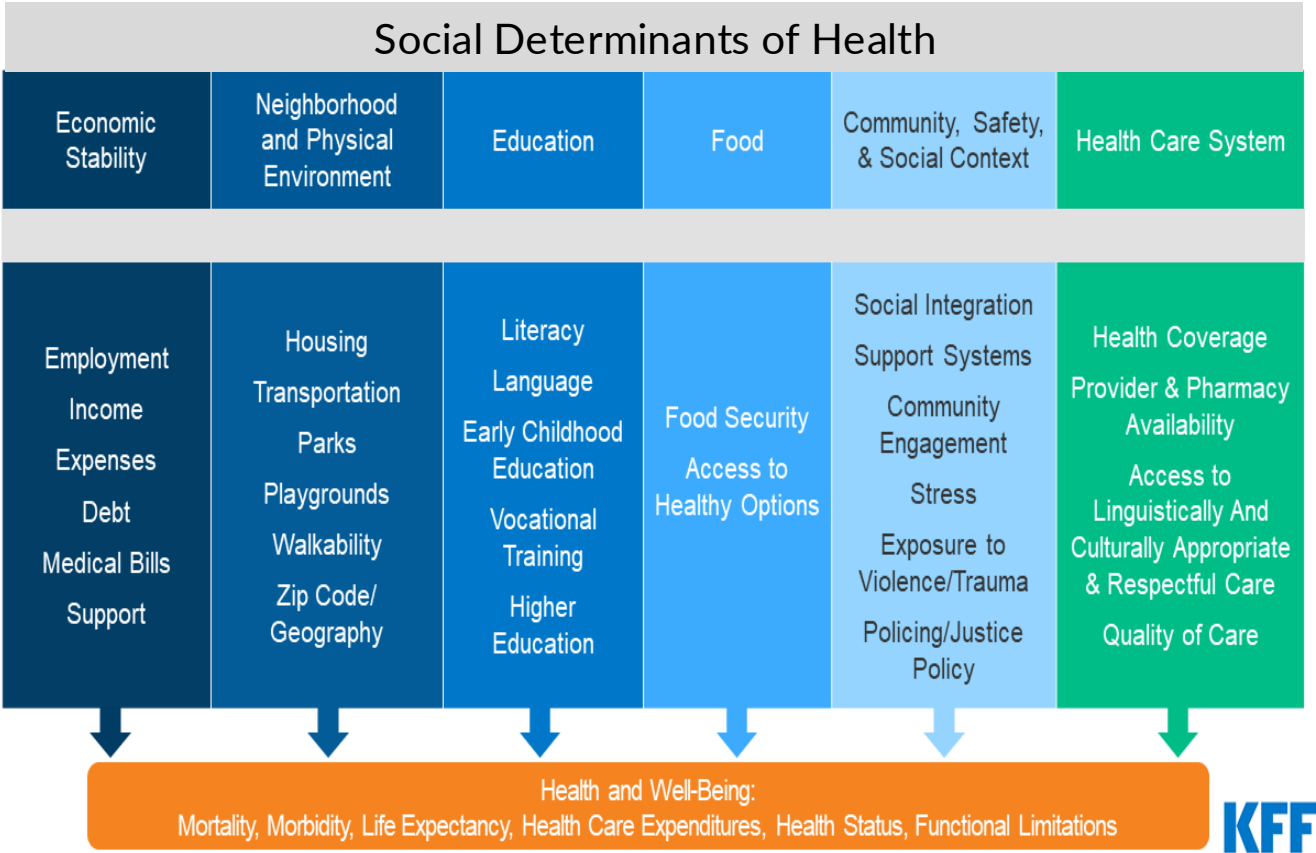 Social Determinants of Health
Economic
Stability
Neighborhood
and Physical
Environment
Education
Food
Community, Safety,
& Social Context
Health Care System
Employment
Income
Expenses
Debt
Medical Bills
Support
Housing
Transportation
Parks
Playgrounds
Walkability
Zip Code/
Geography
Literacy
Language
Early Childhood
Education
Vocational
Training
Higher
Education
Food Security
Access to
Healthy Options
Social Integration
Support Systems
Community
Engagement
Stress
Exposure to
Violence/Trauma
Policing/Justice
Policy
Health Coverage
Provider & Pharmacy
Availability
Access to
Linguistically And
Culturally Appropriate
& Respectful Care
Quality of Care
Health and Well-Being:
Mortality, Morbidity, Life Expectancy, Health Care Expenditures, Health Status, Functional Limitations
KFF